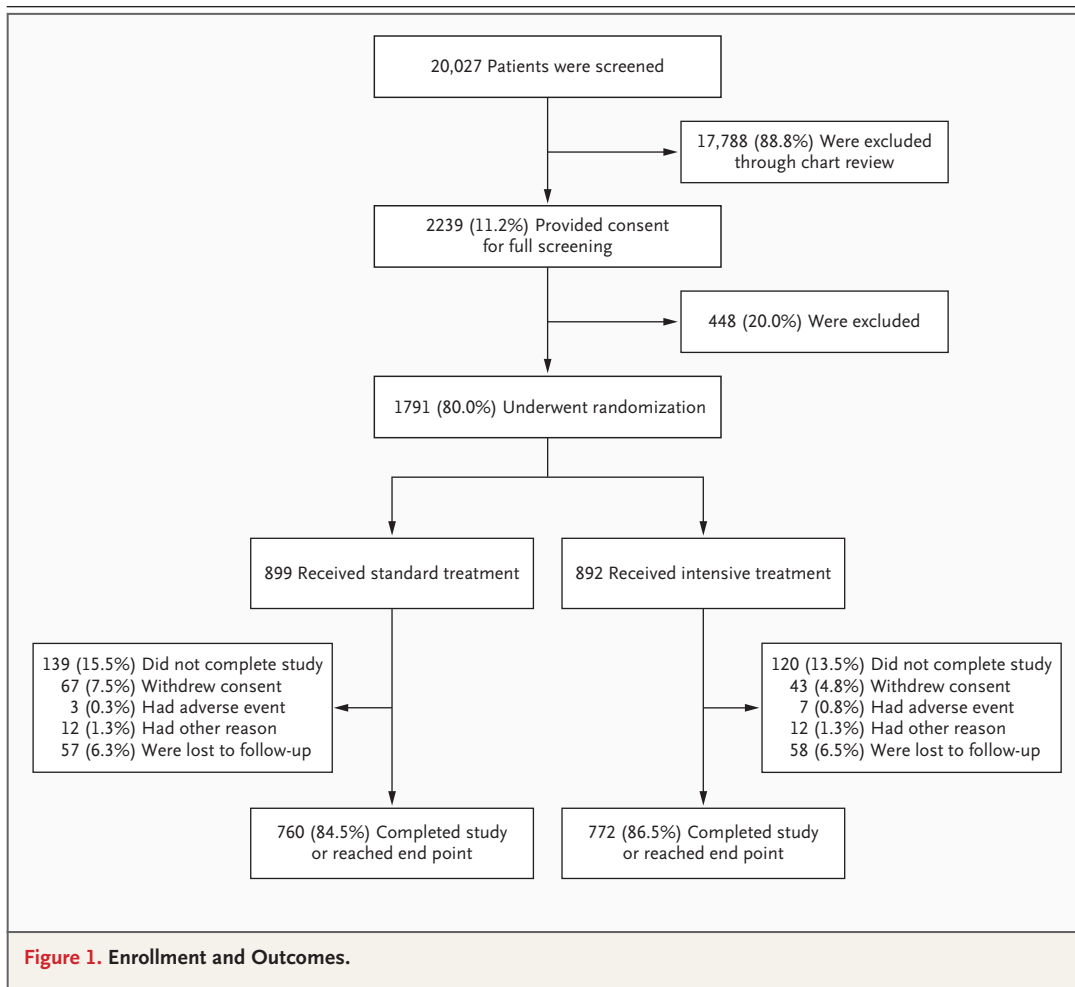 20,027 Patients were screened
17,788 (88.8%) Were excluded
through chart review
2239 (11.2%) Provided consent
for full screening
448 (20.0%) Were excluded
1791 (80.0%) Underwent randomization
899 Received standard treatment
892 Received intensive treatment
139 (15.5%) Did not complete study
67 (7.5%) Withdrew consent
3 (0.3%) Had adverse event
12 (1.3%) Had other reason
57 (6.3%) Were lost to follow-up
120 (13.5%) Did not complete study
43 (4.8%) Withdrew consent
7 (0.8%) Had adverse event
12 (1.3%) Had other reason
58 (6.5%) Were lost to follow-up
760 (84.5%) Completed study
or reached end point
772 (86.5%) Completed study
or reached end point
Figure 1. Enrollment and Outcomes.